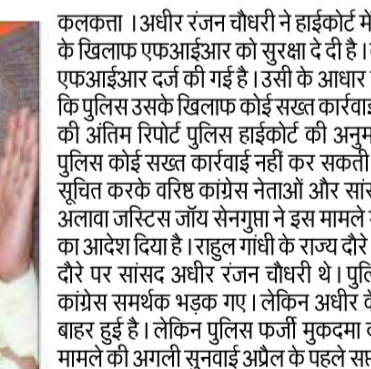 कलकत्ता । अधीर रंजन चौधरी ने हाईकोर्ट में
के खिलाफ एफआईआर को सुरक्षा दे दी है ।
एफआईआर दर्ज की गई है । उसी के आधार
कि पुलिस उसके खिलाफ कोई सख्त कार्रवाई
की अंतिम रिपोर्ट पुलिस हाईकोर्ट की अनुम
पुलिस कोई सख्त कार्रवाई नहीं कर सकती
सूचित करके वरिष्ठ कांग्रेस नेताओं और सांस
अलावा जस्टिस जॉय सेनगुप्ता ने इस मामले
का आदेश दिया है । राहुल गांधी के राज्य दौरे
दौरे पर सांसद अधीर रंजन चौधरी थे । पुलि
कांग्रेस समर्थक भड़क गए । लेकिन अधीर के
बाहर हुई है । लेकिन पुलिस फर्जी मुकदमा
मामले की अगली सुनवाई अप्रैल के पहले सप्त